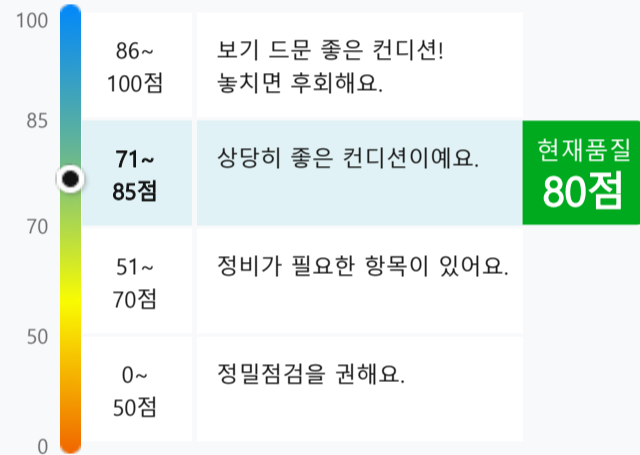 100
86~
100점
보기 드문 좋은 컨디션!
놓치면 후회해요.
85
71~
85점
상당히 좋은 컨디션이예요.
현재품질
80점
70
51~
70점
정비가 필요한 항목이 있어요.
50
0~
50점
정밀점검을 권해요.
0